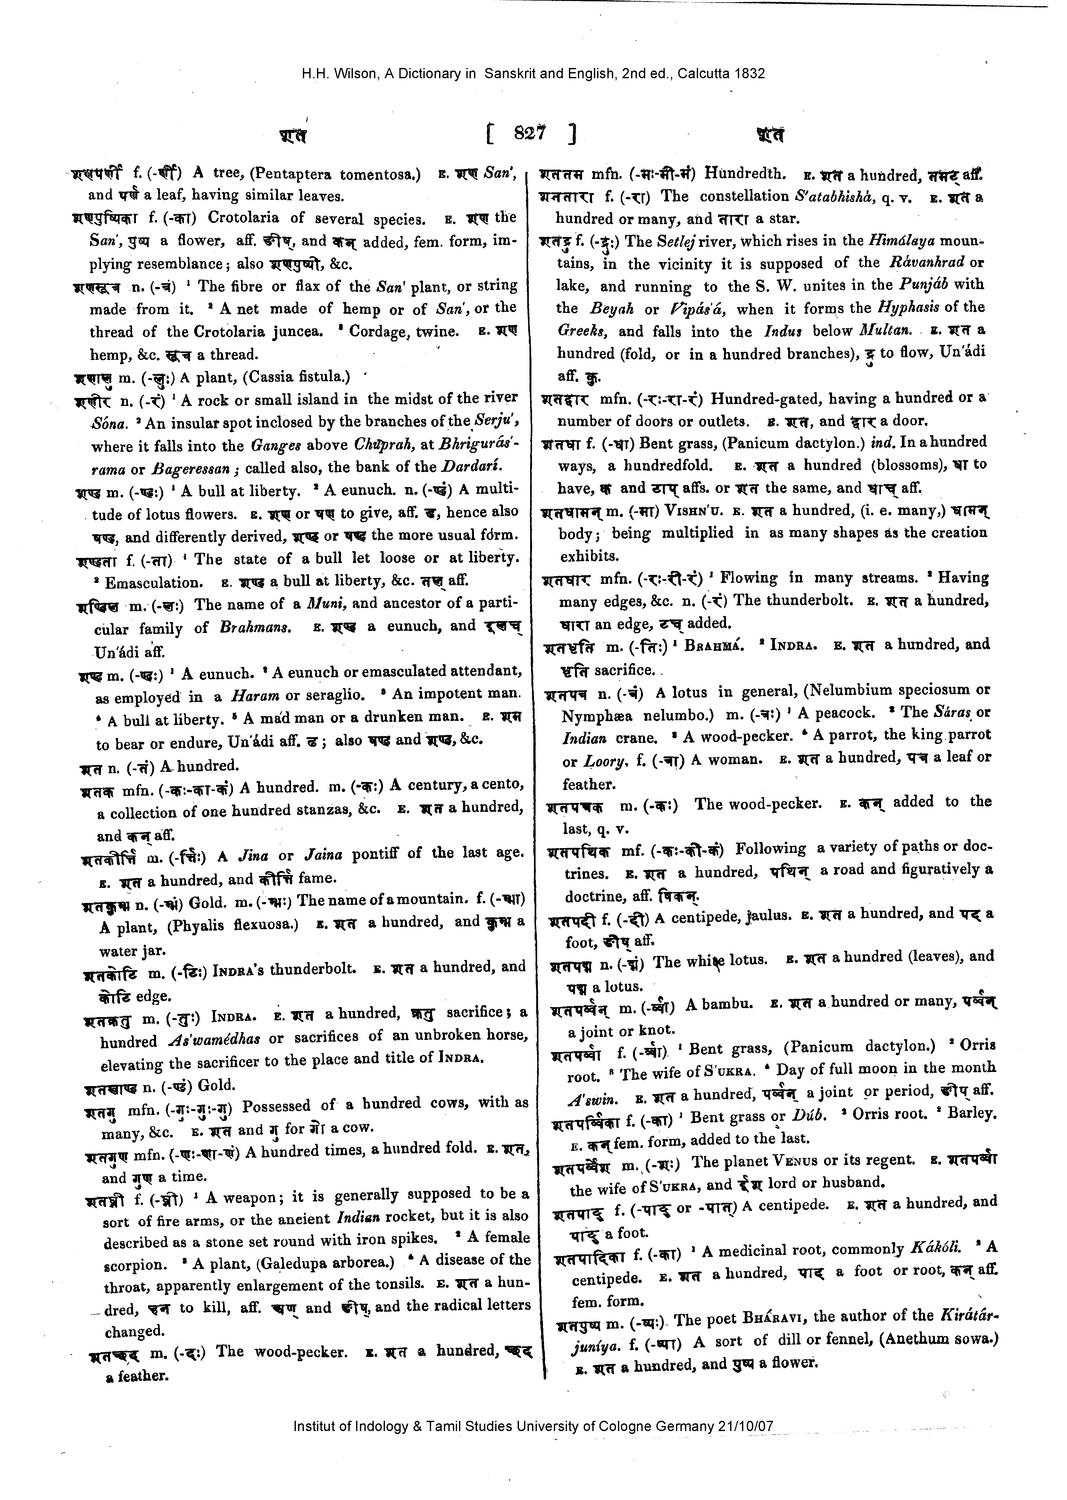 H.H. Wilson, A Dictionary in Sanskrit and English, 2nd ed., Calcutta 1832
शत [ 827 ] शत
शणपर्णी f. (-र्णी) A tree, (Pentaptera tomentosa.) E. शण San',
and पर्ण a leaf, having similar leaves.
शणपुष्पिका f. (-का) Crotolaria of several species. E. शण the
San', पुष्प a flower, aff. ङीष्, and कन् added, fem. form, im-
plying resemblance; also शणपुष्पी, &c.
शणसूत्र n. (-त्रं) ¹ The fibre or flax of the San' plant, or string
made from it. ² A net made of hemp or of San', or the
thread of the Crotolaria juncea. ³ Cordage, twine. E. शण
hemp, &c. सूत्र a thread.
शणालु m. (-लुः) A plant, (Cassia fistula.)
शणीर n. (-रं) ¹ A rock or small island in the midst of the river
Sóna. ² An insular spot inclosed by the branches of the Serju',
where it falls into the Ganges above Chŭprah, at Bhrigurás'-
rama or Bageressan; called also, the bank of the Dardarí.
शण्ड m. (-ण्डः) ¹ A bull at liberty. ² A eunuch. n. (-ण्डं) A multi-
tude of lotus flowers. E. शण or षण to give, aff. ड, hence also
षण्ड, and differently derived, शण्ढ or षण्ढ the more usual form.
शण्डता f. (-ता) ¹ The state of a bull let loose or at liberty.
² Emasculation. E. शण्ड a bull at liberty, &c. तल् aff.
शण्डिल m. (-लः) The name of a Muni, and ancestor of a parti-
cular family of Brahmans. E. शण्ड a eunuch, and इलच्
Un'ádi aff.
शण्ढ m. (-ण्ढः) ¹ A eunuch. ² A eunuch or emasculated attendant,
as employed in a Haram or seraglio. ³ An impotent man.
⁴ A bull at liberty. ⁵ A mad man or a drunken man. E. शम
to bear or endure, Un'ádi aff. ढ; also षण्ढ and शण्ड, &c.
शत n. (-तं) A hundred.
शतक mfn. (-कः-का-कं) A hundred. m. (-कः) A century, a cento,
a collection of one hundred stanzas, &c. E. शत a hundred,
and कन् aff.
शतकीर्त्ति m. (-र्त्तिः) A Jina or Jaina pontiff of the last age.
E. शत a hundred, and कीर्त्ति fame.
शतकुम्भ n. (-म्भं) Gold. m. (-म्भः) The name of a mountain. f. (-म्भा)
A plant, (Phyalis flexuosa.) E. शत a hundred, and कुम्भ a
water jar.
शतकोटि m. (-टिः) INDRA's thunderbolt. E. शत a hundred, and
कोटि edge.
शतक्रतु m. (-तुः) INDRA. E. शत a hundred, क्रतु sacrifice; a
hundred As'wamédhas or sacrifices of an unbroken horse,
elevating the sacrificer to the place and title of INDRA.
शतखण्ड n. (-ण्डं) Gold.
शतगु mfn. (-गुः-गुः-गु) Possessed of a hundred cows, with as
many, &c. E. शत and गु for गो a cow.
शतगुण mfn. (-णः-णा-णं) A hundred times, a hundred fold. E. शत,
and गुण a time.
शतघ्नी f. (-घ्नी) ¹ A weapon; it is generally supposed to be a
sort of fire arms, or the ancient Indian rocket, but it is also
described as a stone set round with iron spikes. ² A female
scorpion. ³ A plant, (Galedupa arborea.) ⁴ A disease of the
throat, apparently enlargement of the tonsils. E. शत a hun-
dred, हन to kill, aff. अण् and ङीष्, and the radical letters
changed.
शतच्छद m. (-दः) The wood-pecker. E. शत a hundred, च्छद
a feather.
शततम mfn. (-मः-मी-मं) Hundredth. E. शत a hundred, तमट् aff.
शततारा f. (-रा) The constellation S'atabhishá, q. v. E. शत a
hundred or many, and तारा a star.
शतद्रु f. (-द्रुः) The Setlej river, which rises in the Himálaya moun-
tains, in the vicinity it is supposed of the Rávanhrad or
lake, and running to the S. W. unites in the Punjáb with
the Beyah or Vipás'á, when it forms the Hyphasis of the
Greeks, and falls into the Indus below Multan. E. शत a
hundred (fold, or in a hundred branches), द्रु to flow, Un'ádi
aff. कु.
शतद्वार mfn. (-रः-रा-रं) Hundred-gated, having a hundred or a
number of doors or outlets. E. शत, and द्वार a door.
शतधा f. (-धा) Bent grass, (Panicum dactylon.) ind. In a hundred
ways, a hundredfold. E. शत a hundred (blossoms), धा to
have, क and टाप् affs. or शत the same, and धाच् aff.
शतधामन् m. (-मा) VISHN'U. E. शत a hundred, (i. e. many,) धामन्
body; being multiplied in as many shapes as the creation
exhibits.
शतधार mfn. (-रः-री-रं) ¹ Flowing in many streams. ² Having
many edges, &c. n. (-रं) The thunderbolt. E. शत a hundred,
धारा an edge, टच् added.
शतधृति m. (-तिः) ¹ BRAHMÁ. ² INDRA. E. शत a hundred, and
धृति sacrifice.
शतपत्र n. (-त्रं) A lotus in general, (Nelumbium speciosum or
Nymphæa nelumbo.) m. (-त्रः) ¹ A peacock. ² The Sáras or
Indian crane. ³ A wood-pecker. ⁴ A parrot, the king parrot
or Loory. f. (-त्रा) A woman. E. शत a hundred, पत्र a leaf or
feather.
शतपत्रक m. (-कः) The wood-pecker. E. कन् added to the
last, q. v.
शतपथिक mf. (-कः-की-कं) Following a variety of paths or doc-
trines. E. शत a hundred, पथिन् a road and figuratively a
doctrine, aff. षिकन्.
शतपदी f. (-दी) A centipede, jaulus. E. शत a hundred, and पद a
foot, ङीष् aff.
शतपद्म n. (-द्मं) The white lotus. E. शत a hundred (leaves), and
पद्म a lotus.
शतपर्व्वन् m. (-र्व्वा) A bambu. E. शत a hundred or many, पर्व्वन्
a joint or knot.
शतपर्व्वा f. (-र्व्वा) ¹ Bent grass, (Panicum dactylon.) ² Orris
root. ³ The wife of S'UKRA. ⁴ Day of full moon in the month
A'swin. E. शत a hundred, पर्व्वन् a joint or period, ङीप् aff.
शतपर्व्विका f. (-का) ¹ Bent grass or Dúb. ² Orris root. ³ Barley.
E. कन् fem. form, added to the last.
शतपर्व्वेश m. (-शः) The planet VENUS or its regent. E. शतपर्व्वा
the wife of S'UKRA, and ईश lord or husband.
शतपाद् f. (-पाद् or -पात्) A centipede. E. शत a hundred, and
पाद् a foot.
शतपादिका f. (-का) ¹ A medicinal root, commonly Kákóli. ² A
centipede. E. शत a hundred, पाद a foot or root, कन् aff.
fem. form.
शतपुष्प m. (-ष्पः) The poet BHÁRAVI, the author of the Kirátár-
juníya. f. (-ष्पा) A sort of dill or fennel, (Anethum sowa.)
E. शत a hundred, and पुष्प a flower.
Institut of Indology & Tamil Studies University of Cologne Germany 21/10/07